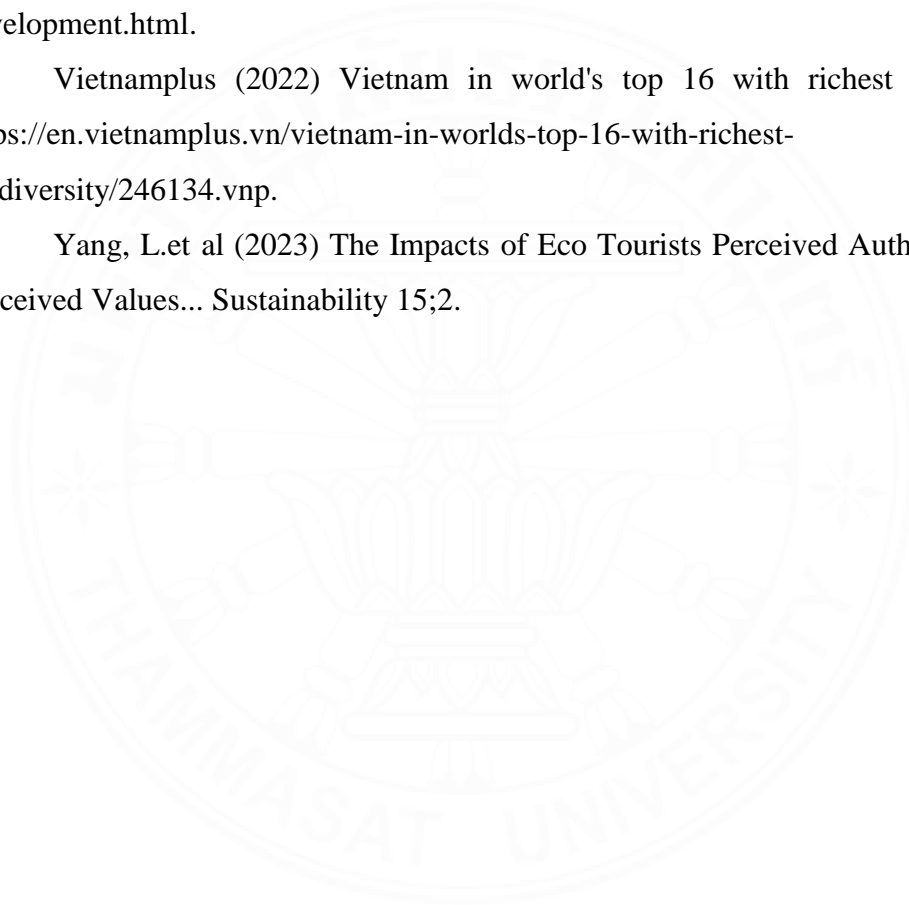 velopment.html.
Vietnamplus (2022) Vietnam in world's top 16 with richest
ps://en.vietnamplus.vn/vietnam-in-worlds-top-16-with-richest-
diversity/246134.vnp.
Yang, L.et al (2023) The Impacts of Eco Tourists Perceived Auth
ceived Values... Sustainability 15;2.
THAMMASAT UNIVERSITY